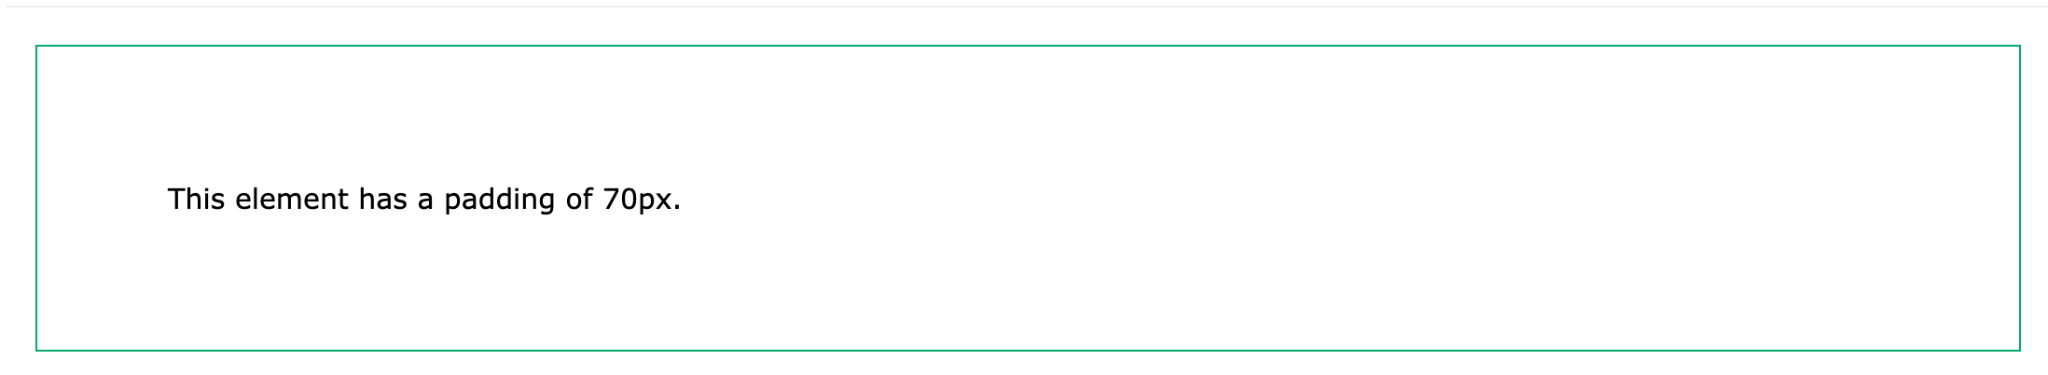 This element has a padding of 70px.